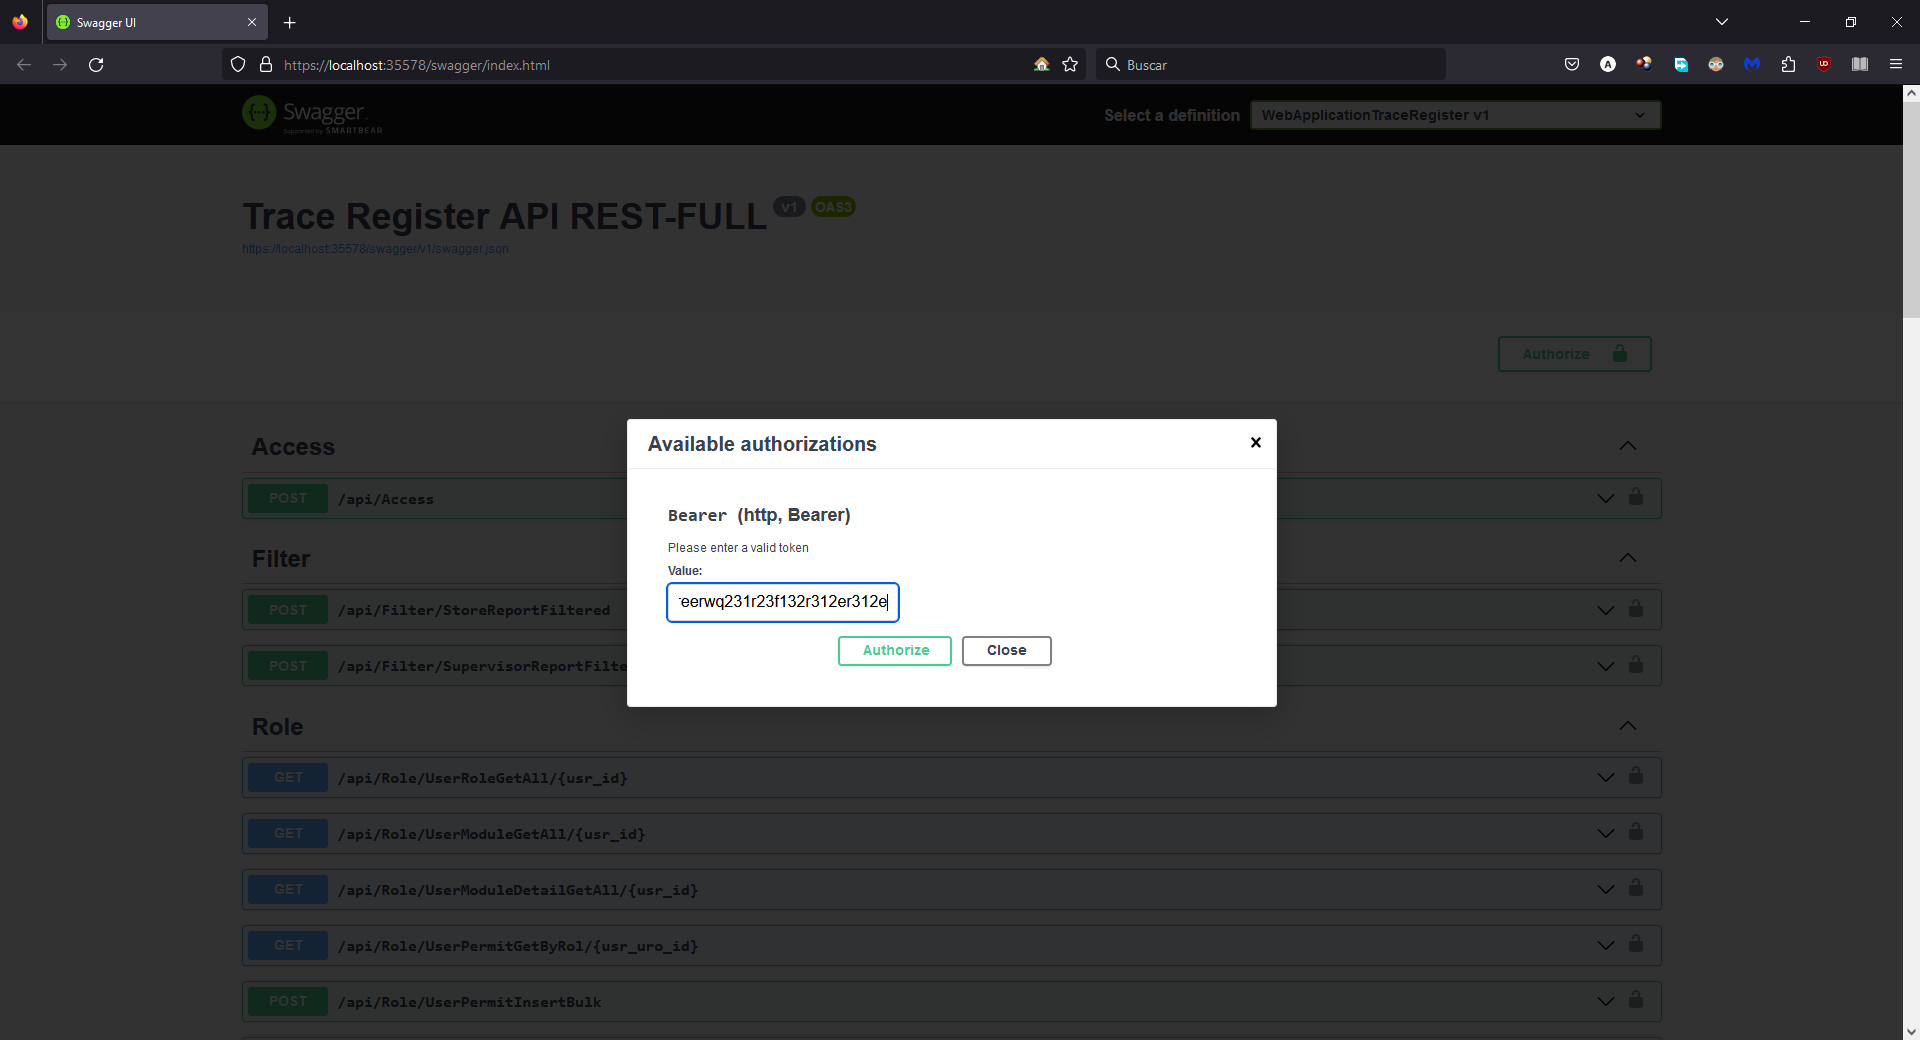 Swagger UI
https://localhost:35578/swagger/index.html
Buscar
Swagger
Supported by SMARTBEAR
Select a definition
WebApplicationTraceRegister v1
Trace Register API REST-FULL v1 OAS3
https://localhost:35578/swagger/v1/swagger.json
Authorize
Access
POST /api/Access
Filter
POST /api/Filter/StoreReportFiltered
POST /api/Filter/SupervisorReportFilte
Available authorizations
Bearer (http, Bearer)
Please enter a valid token
Value:
eerwq231r23f132r312er312e
Authorize Close
Role
GET /api/Role/UserRoleGetAll/{usr_id}
GET /api/Role/UserModuleGetAll/{usr_id}
GET /api/Role/UserModuleDetailGetAll/{usr_id}
GET /api/Role/UserPermitGetByRol/{usr_uro_id}
POST /api/Role/UserPermitInsertBulk